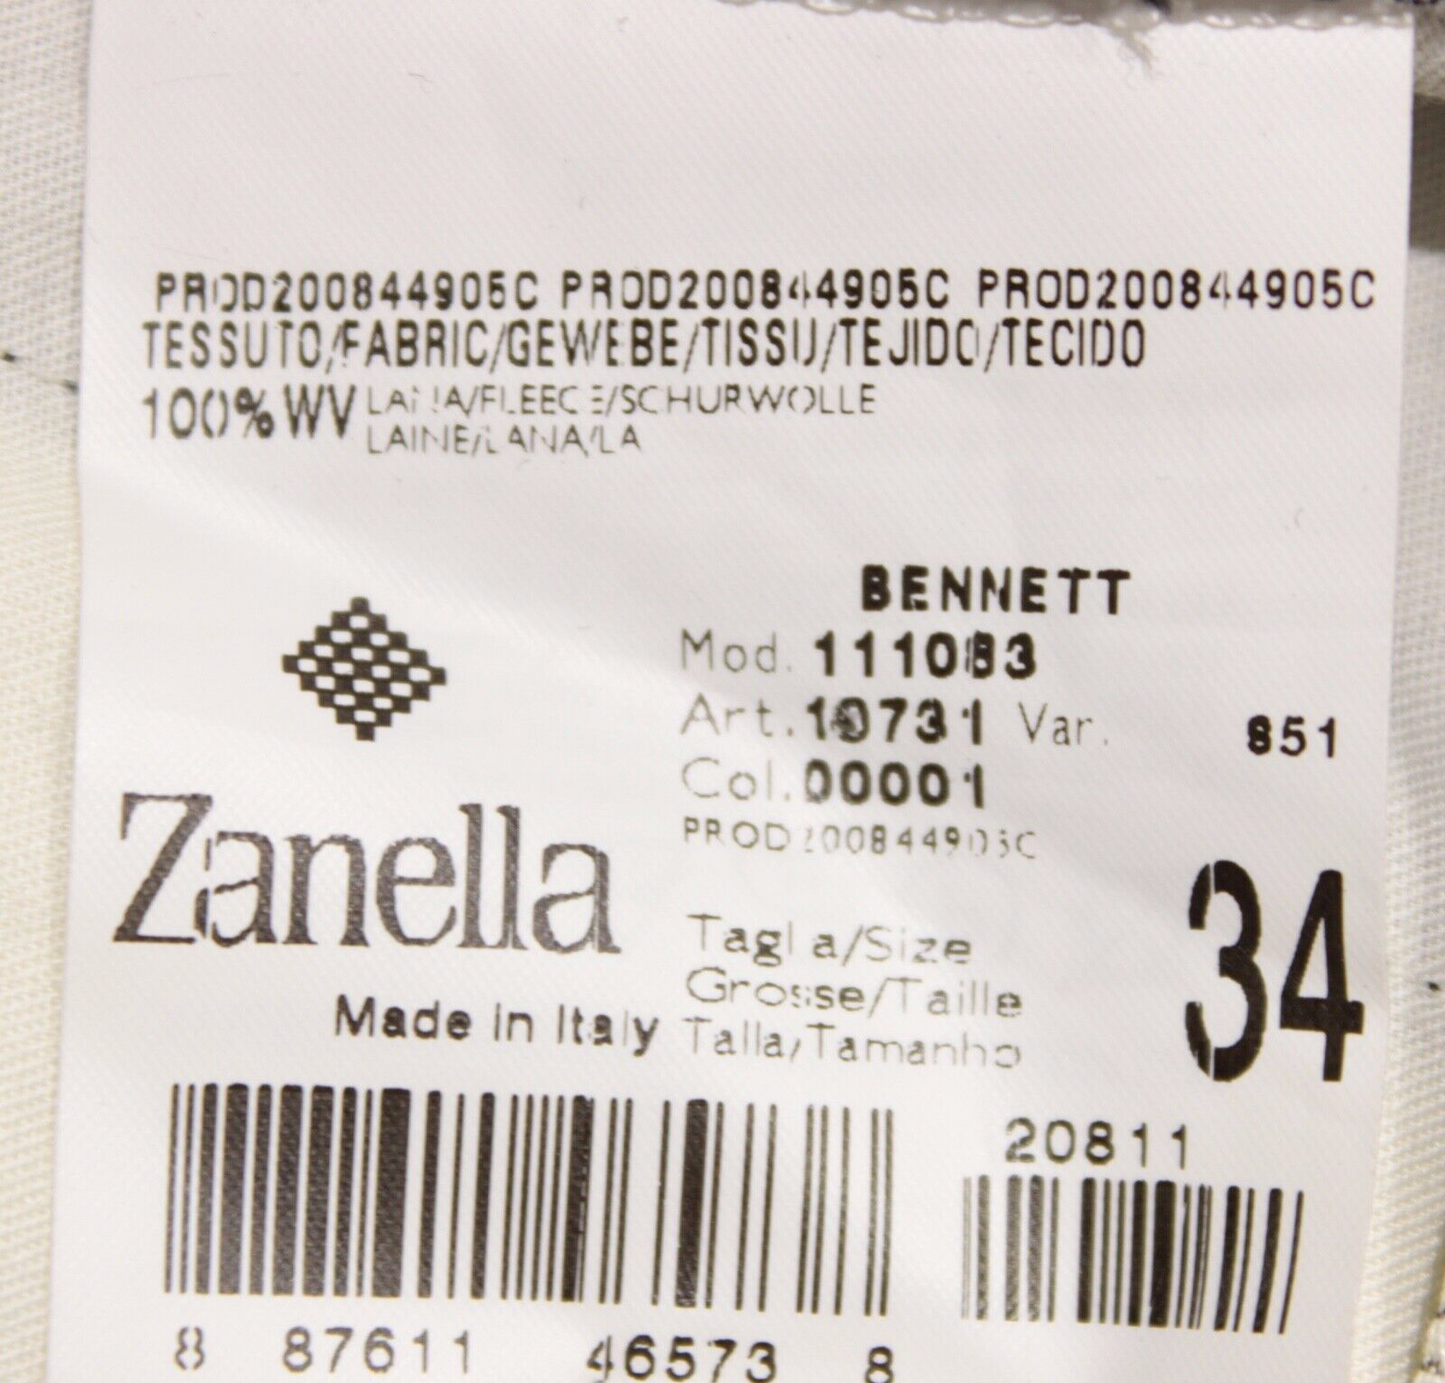 PROD200844905C PROD200844905C PROD200844905C
TESSUTO/FABRIC/GEWEBE/TISSU/TEJIDO/TECIDO
100% WV LANA/FLEECE/SCHURWOLLE
LAINE/LANA/LA
BENNETT
Mod. 111083
Art. 10731 Var. 851
Col. 00001
PROD200844905C
Zanella
Made in Italy
Taglia/Size
Grosse/Taille
Talla/Tamanho
34
20811
8 87611 46573 8